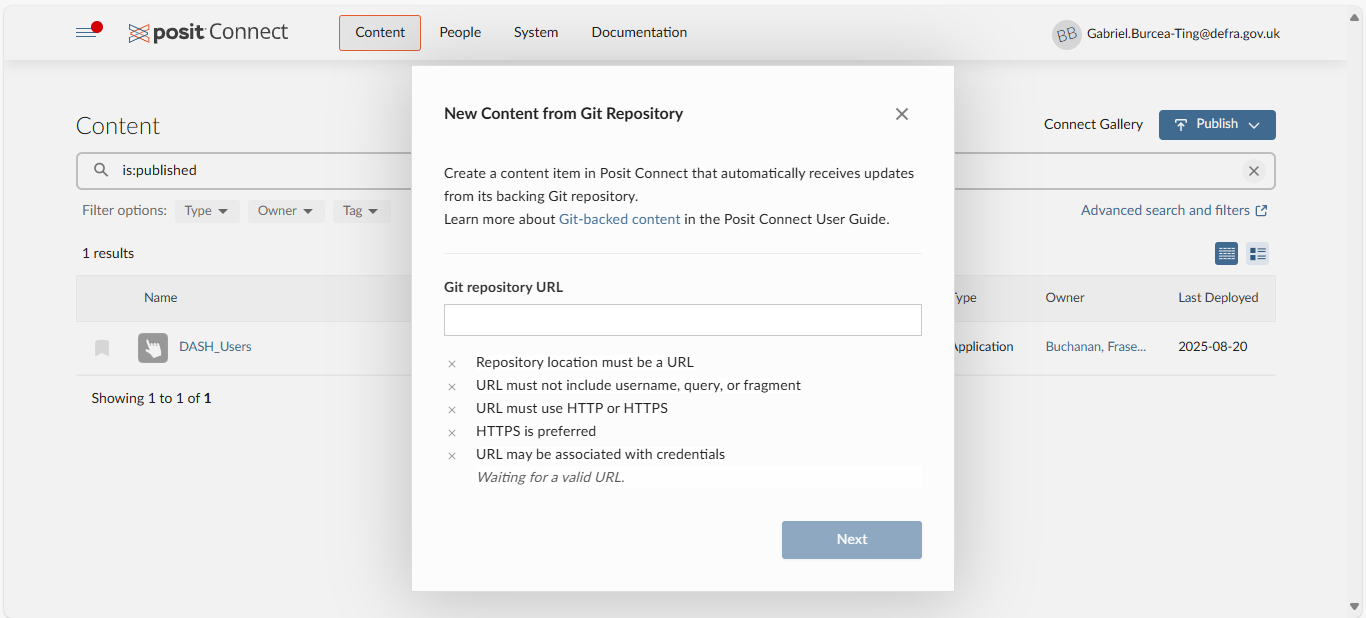 posit Connect
Content
People
System
Documentation
BB
Gabriel.Burcea-Ting@defra.gov.uk
Content
Connect Gallery
Publish
is:published
Filter options:
Type
Owner
Tag
Advanced search and filters
1 results
Name
Type
Owner
Last Deployed
DASH_Users
Application
Buchanan, Frase...
2025-08-20
Showing 1 to 1 of 1
New Content from Git Repository
Create a content item in Posit Connect that automatically receives updates
from its backing Git repository.
Learn more about Git-backed content in the Posit Connect User Guide.
Git repository URL
Repository location must be a URL
URL must not include username, query, or fragment
URL must use HTTP or HTTPS
HTTPS is preferred
URL may be associated with credentials
Waiting for a valid URL.
Next